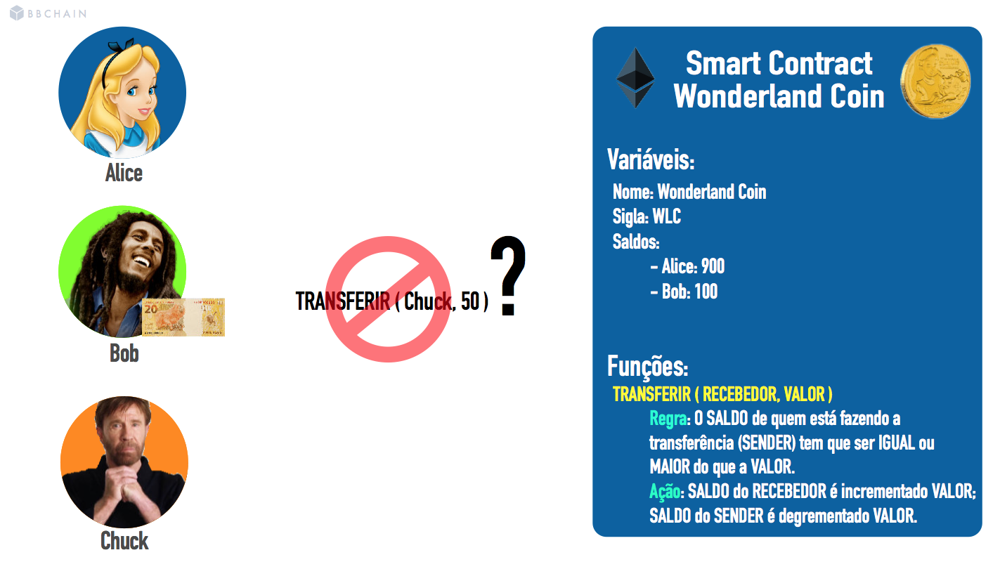 BBCHAIN
Alice
Bob
20
Chuck
TRANSFERIR ( Chuck, 50 ) ?
Smart Contract
Wonderland Coin
Variáveis:
Nome: Wonderland Coin
Sigla: WLC
Saldos:
– Alice: 900
– Bob: 100
Funções:
TRANSFERIR ( RECEBEDOR, VALOR )
Regra: O SALDO de quem está fazendo a
transferência (SENDER) tem que ser IGUAL ou
MAIOR do que a VALOR.
Ação: SALDO do RECEBEDOR é incrementado VALOR;
SALDO do SENDER é degrementado VALOR.